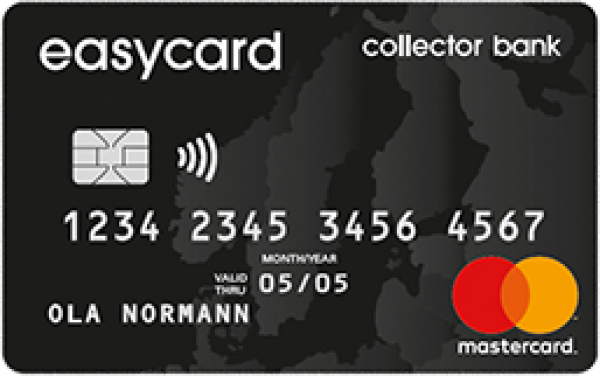 easycard collector bank
1234 2345 3456 4567
MONTH/YEAR
VALID THRU 05/05
OLA NORMANN
mastercard.